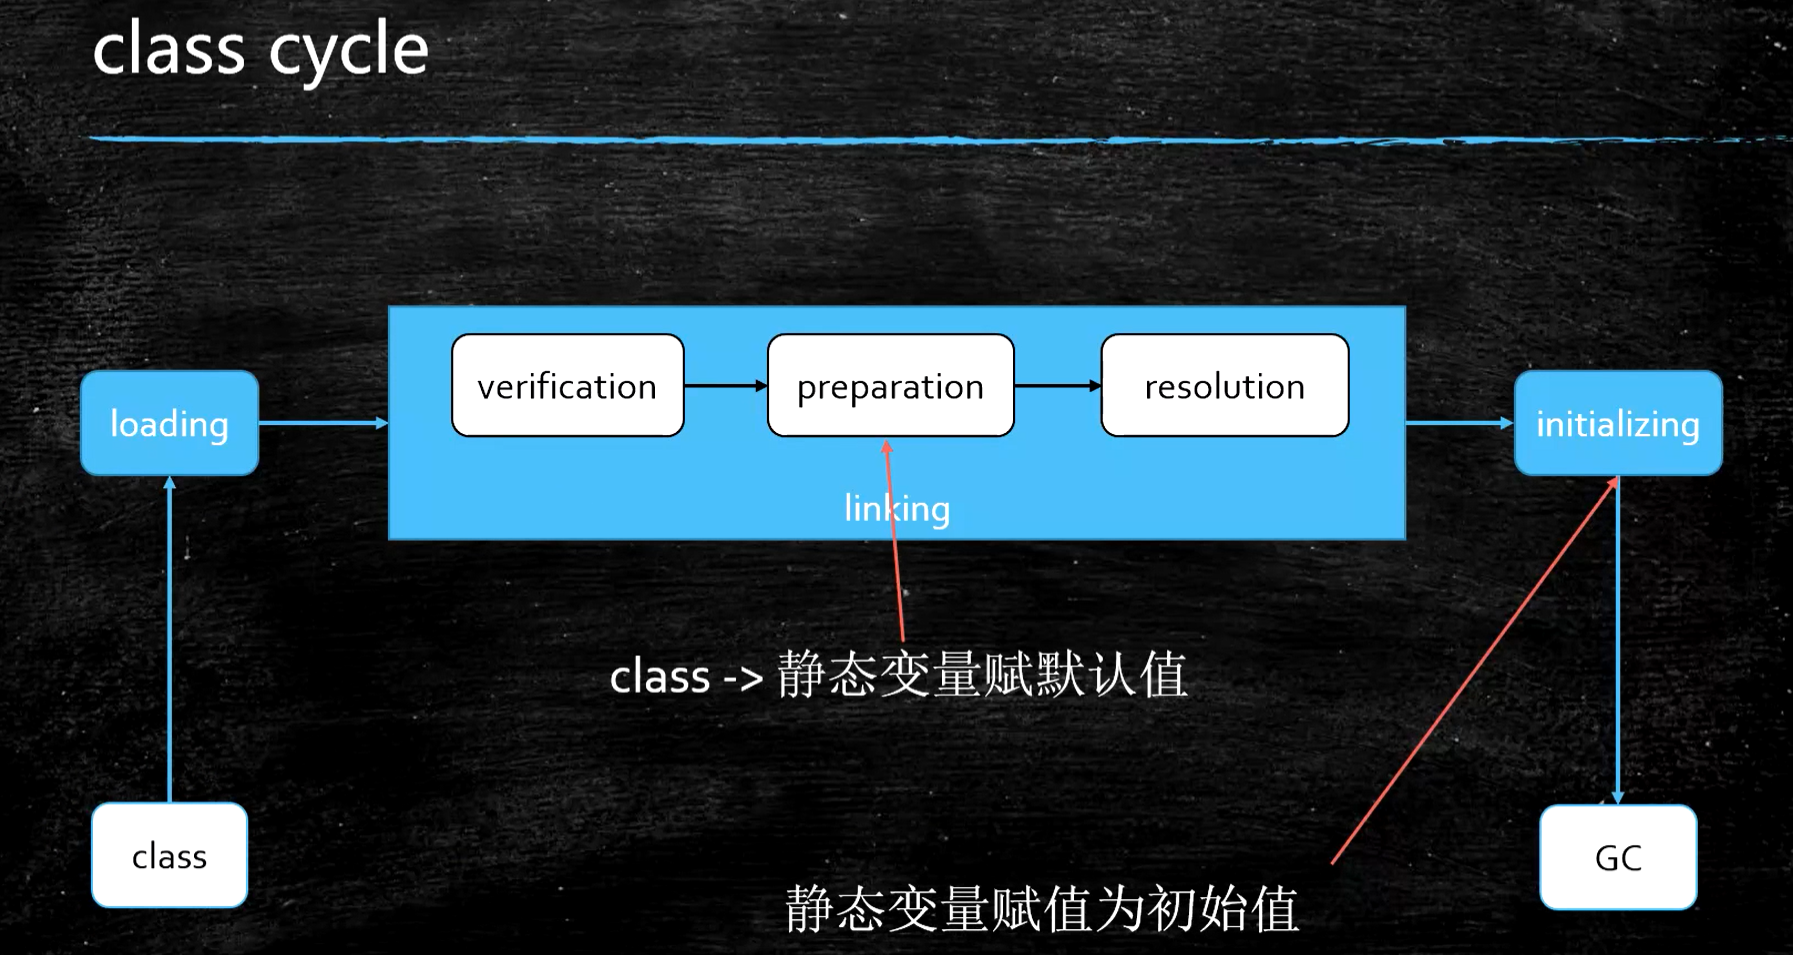 class cycle
verification
preparation
resolution
loading
initializing
linking
class -> 静态变量赋默认值
class
GC
静态变量赋值为初始值